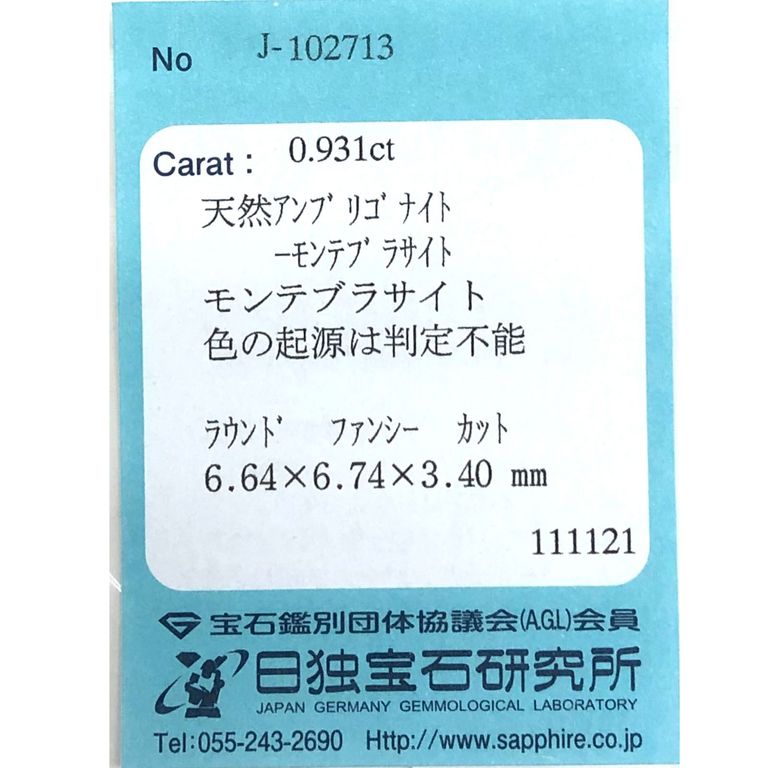 No J-102713
Carat : 0.931ct
天然ｱﾝﾌﾞﾘｺﾞﾅｲﾄ
-ﾓﾝﾃﾌﾞﾗｻｲﾄ
モンテブラサイト
色の起源は判定不能
ﾗｳﾝﾄﾞ ﾌｧﾝｼｰ ｶｯﾄ
6.64×6.74×3.40 mm
111121
宝石鑑別団体協議会(A.G.L)会員
日独宝石研究所
JAPAN GERMANY GEMMOLOGICAL LABORATORY
Tel:055-243-2690 Http://www.sapphire.co.jp